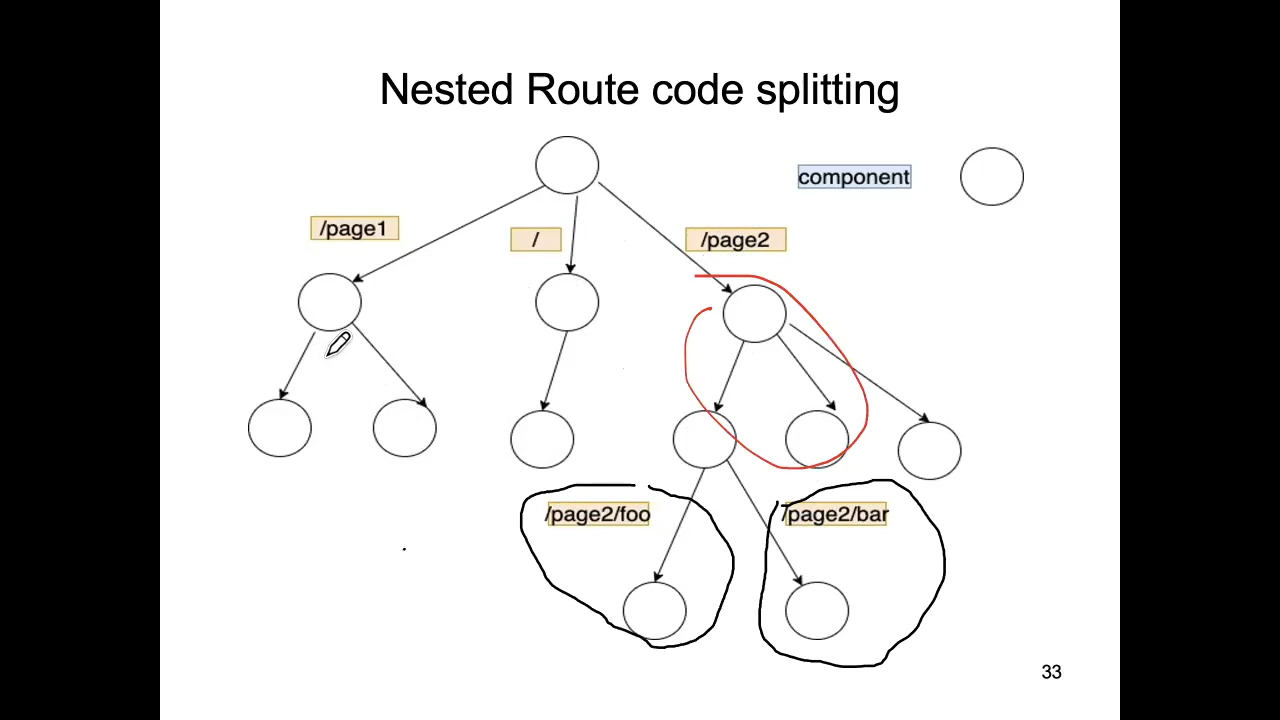 Nested Route code splitting
component
/page1
/
/page2
/page2/foo
/page2/bar
33